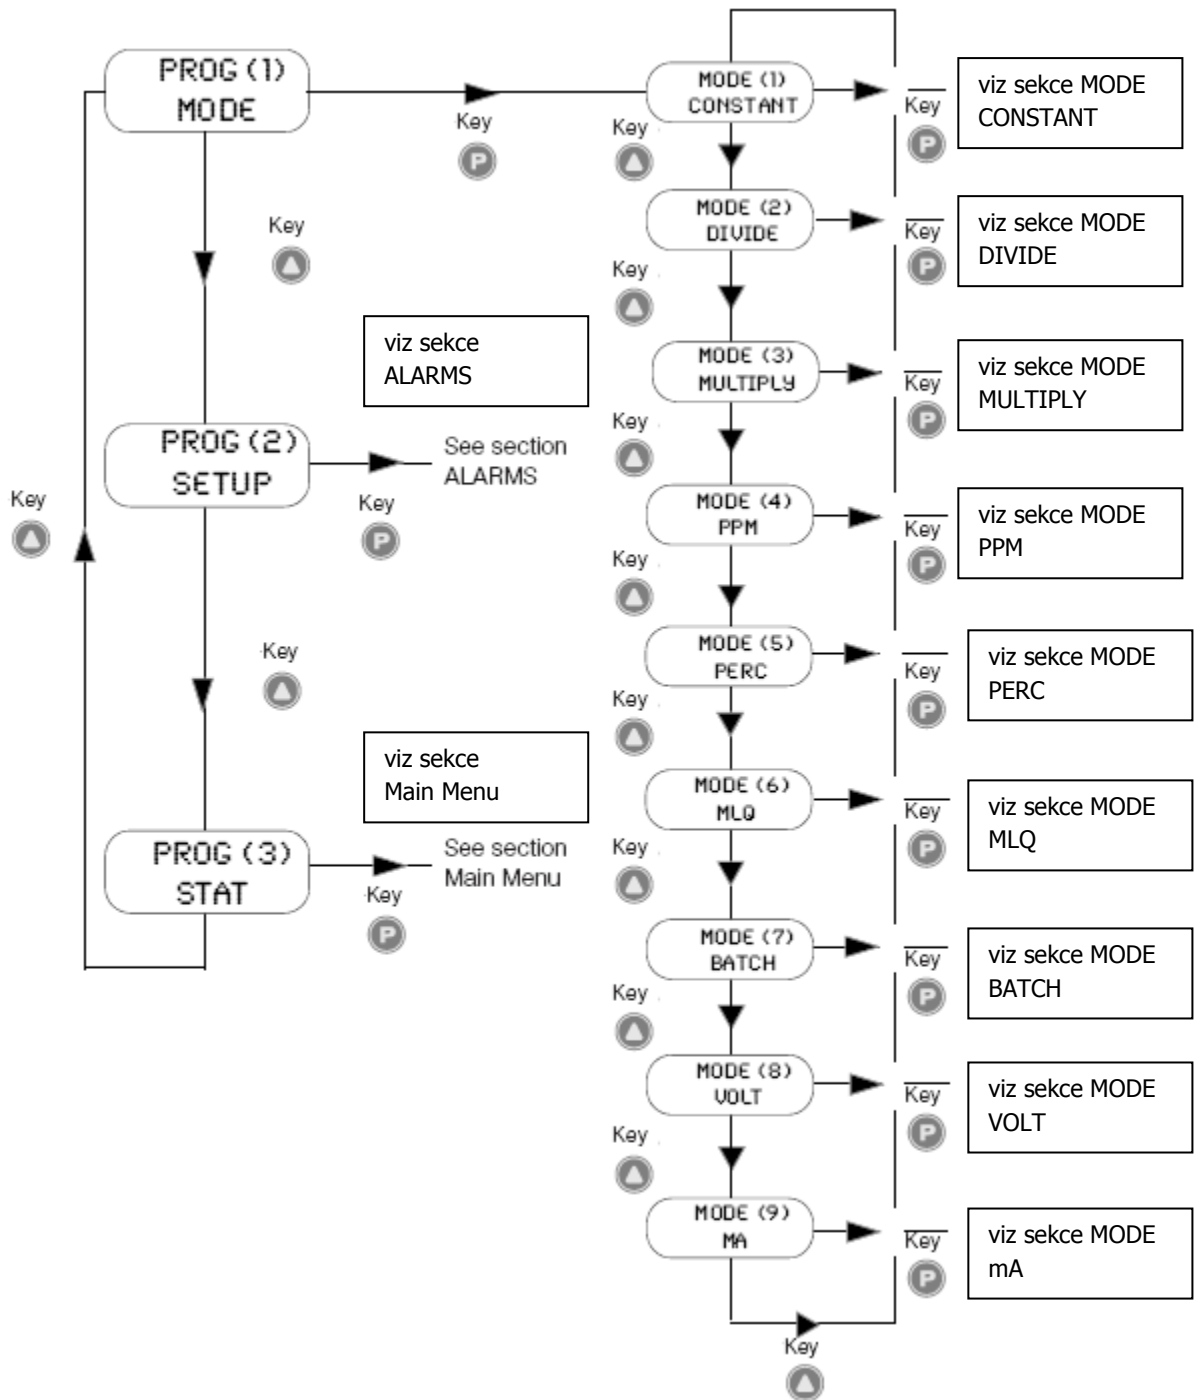 PROG (1)
MODE
Key
P
Key
PROG (2)
SETUP
Key
P
viz sekce
ALARMS
See section
ALARMS
Key
Key
PROG (3)
STAT
Key
P
viz sekce
Main Menu
See section
Main Menu
MODE (1)
CONSTANT
Key
Key
P
viz sekce MODE
CONSTANT
MODE (2)
DIVIDE
Key
Key
P
viz sekce MODE
DIVIDE
MODE (3)
MULTIPLY
Key
Key
P
viz sekce MODE
MULTIPLY
MODE (4)
PPM
Key
Key
P
viz sekce MODE
PPM
MODE (5)
PERC
Key
Key
P
viz sekce MODE
PERC
MODE (6)
MLQ
Key
Key
P
viz sekce MODE
MLQ
MODE (7)
BATCH
Key
Key
P
viz sekce MODE
BATCH
MODE (8)
VOLT
Key
Key
P
viz sekce MODE
VOLT
MODE (9)
MA
Key
P
viz sekce MODE
mA
Key